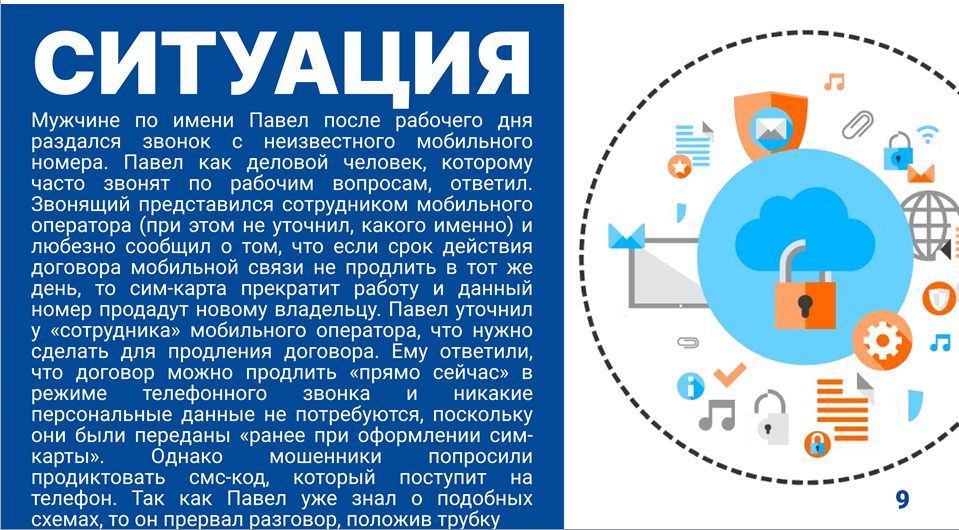 СИТУАЦИЯ
Мужчине по имени Павел после рабочего дня
раздался звонок с неизвестного мобильного
номера. Павел как деловой человек, которому
часто звонят по рабочим вопросам, ответил.
Звонящий представился сотрудником мобильного
оператора (при этом не уточнил, какого именно) и
любезно сообщил о том, что если срок действия
договора мобильной связи не продлить в тот же
день, то сим-карта прекратит работу и данный
номер продадут новому владельцу. Павел уточнил
у «сотрудника» мобильного оператора, что нужно
сделать для продления договора. Ему ответили,
что договор можно продлить «прямо сейчас» в
режиме телефонного звонка и никакие
персональные данные не потребуются, поскольку
они были переданы «ранее при оформлении сим-
карты». Однако мошенники попросили
продиктовать смс-код, который поступит на
телефон. Так как Павел уже знал о подобных
схемах, то он прервал разговор, положив трубку
9